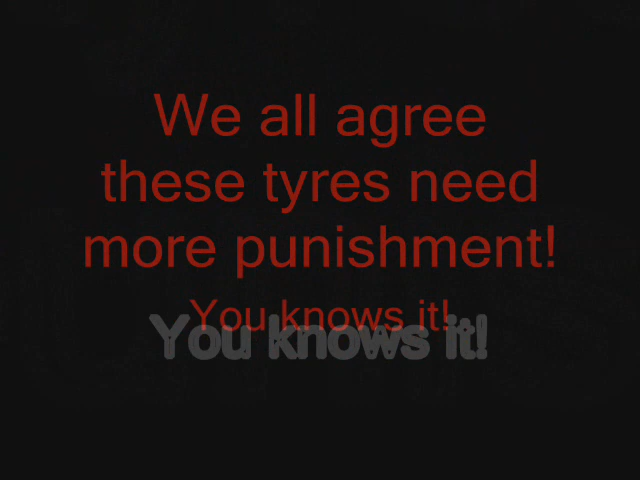 We all agree
these tyres need
more punishment!
You knows it!
You knows it!